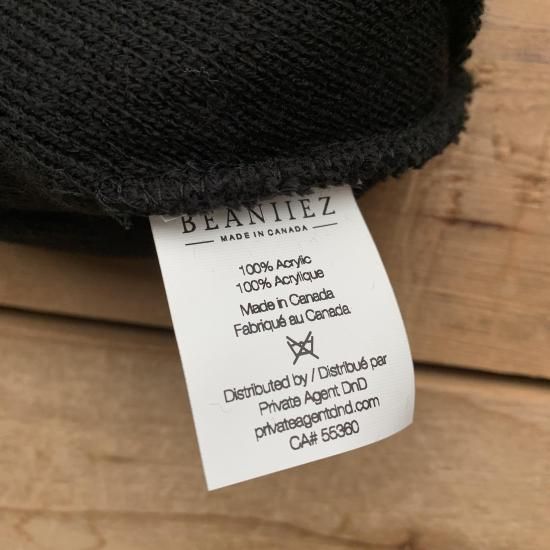 BEANIIEZ
MADE IN CANADA
100% Acrylic
100% Acrylique
Made in Canada
Fabriqué au Canada
Distributed by / Distribué par
Private Agent DnD
privateagentdnd.com
CA# 55360